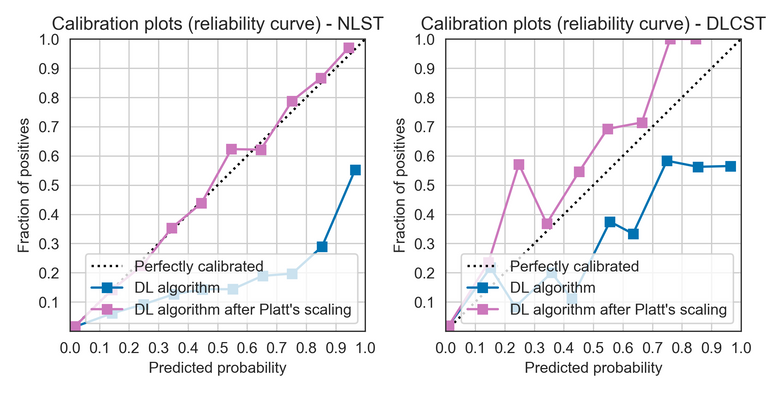 Calibration plots (reliability curve) - NLST
1.0
0.9
0.8
0.7
0.6
0.5
0.4
0.3
0.2
0.1
Fraction of positives
Perfectly calibrated
DL algorithm
DL algorithm after Platt's scaling
0.0 0.1 0.2 0.3 0.4 0.5 0.6 0.7 0.8 0.9 1.0
Predicted probability
Calibration plots (reliability curve) - DLCST
1.0
0.9
0.8
0.7
0.6
0.5
0.4
0.3
0.2
0.1
Fraction of positives
Perfectly calibrated
DL algorithm
DL algorithm after Platt's scaling
0.0 0.1 0.2 0.3 0.4 0.5 0.6 0.7 0.8 0.9 1.0
Predicted probability